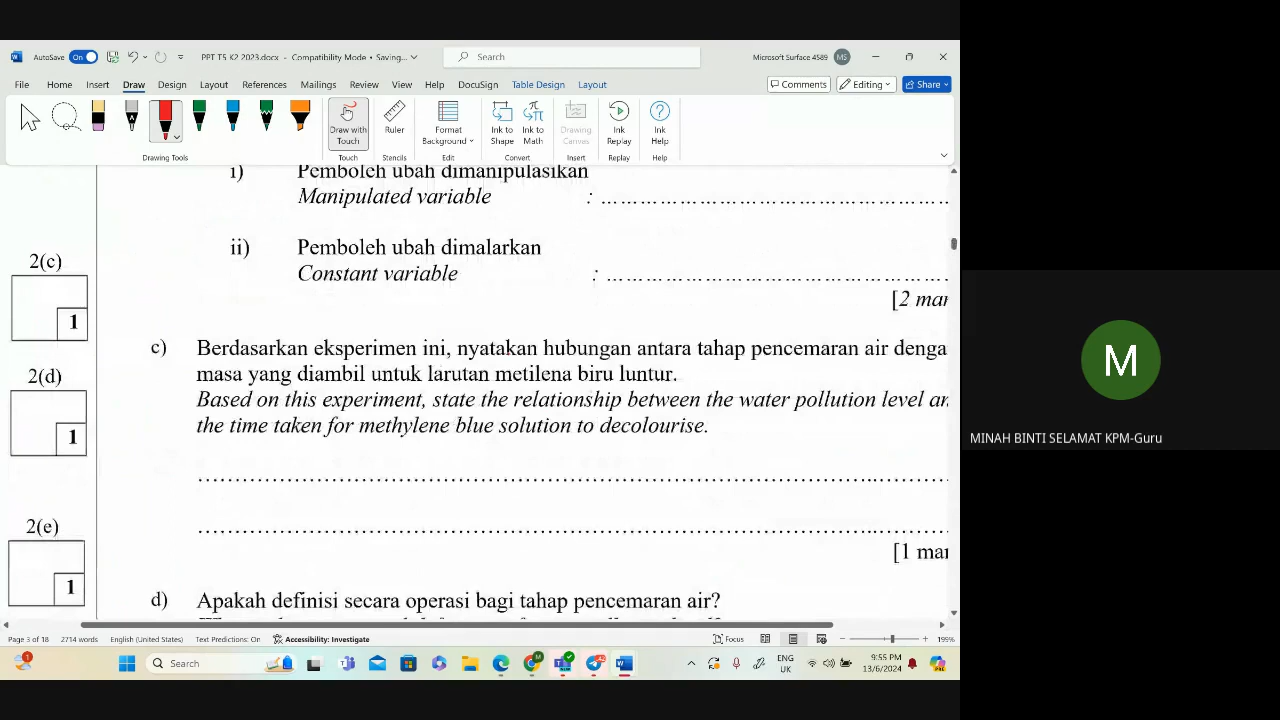 AutoSave On PPT T5 K2 2023.docx - Compatibility Mode • Saving... Search Microsoft Surface 4589 MS
File Home Insert Draw Design Layout References Mailings Review View Help DocuSign Table Design Layout Comments Editing Share
Draw with Touch Ruler Format Background Ink to Shape Ink to Math Drawing Canvas Ink Replay Ink Help
Drawing Tools Touch Stencils Edit Convert Insert Replay Help
i) Pemboleh ubah dimanipulasikan
Manipulated variable : ………………………………………………
ii) Pemboleh ubah dimalarkan
2(c)
Constant variable : ………………………………………………
[2 mar
1
c) Berdasarkan eksperimen ini, nyatakan hubungan antara tahap pencemaran air denga
masa yang diambil untuk larutan metilena biru luntur.
2(d)
Based on this experiment, state the relationship between the water pollution level an
the time taken for methylene blue solution to decolourise.
1
……………………………………………………………………………………..………
2(e)
……………………………………………………………………………………..………
[1 mar
1
d) Apakah definisi secara operasi bagi tahap pencemaran air?
Page 3 of 18 2714 words English (United States) Text Predictions: On Accessibility: Investigate Focus 199%
Search ENG UK 9:55 PM 13/6/2024
M
MINAH BINTI SELAMAT KPM-Guru